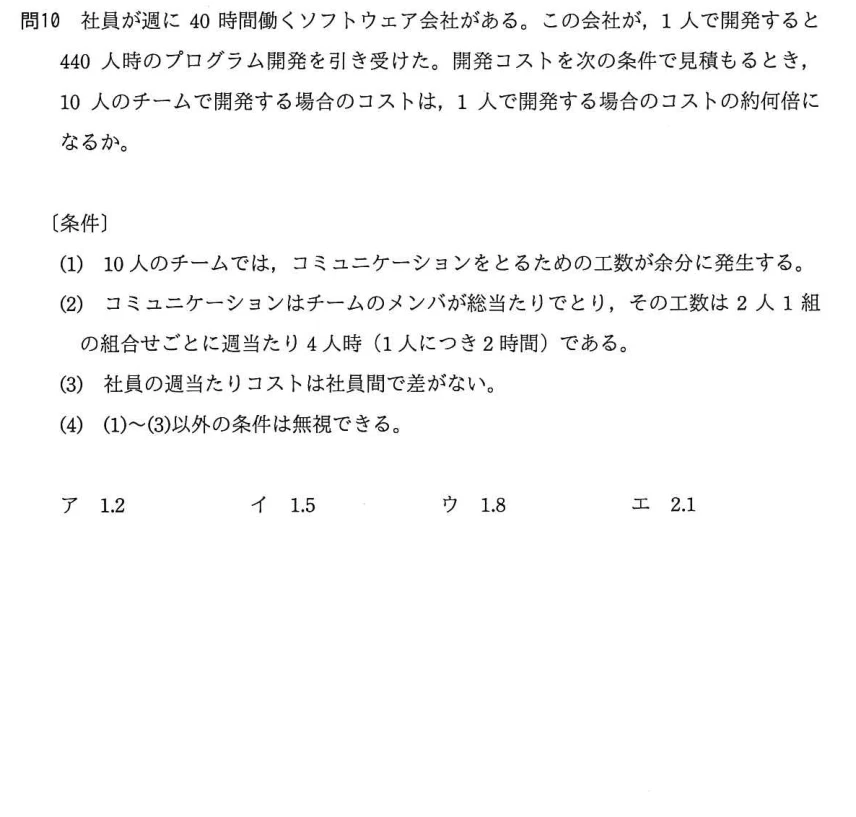 問10 社員が週に 40 時間働くソフトウェア会社がある。この会社が，1 人で開発すると
440 人時のプログラム開発を引き受けた。開発コストを次の条件で見積もるとき，
10 人のチームで開発する場合のコストは，1 人で開発する場合のコストの約何倍に
なるか。
〔条件〕
(1) 10 人のチームでは，コミュニケーションをとるための工数が余分に発生する。
(2) コミュニケーションはチームのメンバが総当たりでとり，その工数は 2 人 1 組
の組合せごとに週当たり 4 人時（1 人につき 2 時間）である。
(3) 社員の週当たりコストは社員間で差がない。
(4) (1)～(3)以外の条件は無視できる。
ア 1.2 イ 1.5 ウ 1.8 エ 2.1